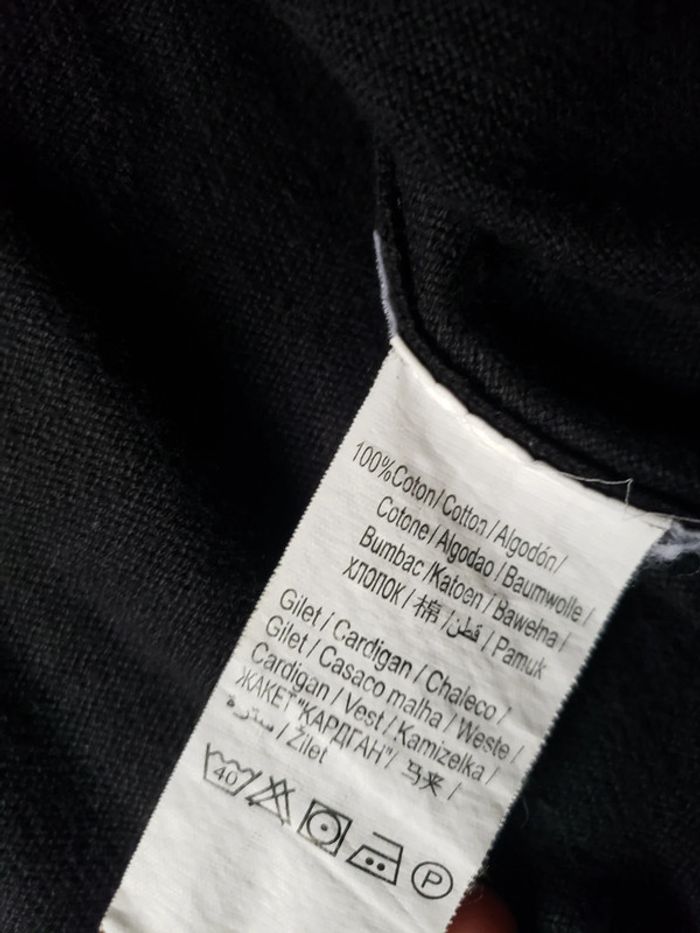 100%Coton/Cotton/Algodón/
Cotone/Algodao/Baumwolle/
Bumbac/Katoen/Bawełna/
ХЛОПОК/棉/قطن/Pamuk
Gilet/Cardigan/Chaleco/
Gilet/Casaco malha/Weste/
Cardigan/Vest/Kamizelka/
ЖАКЕТ "КАРДГАН"/马夹/
سترة/Žilet
40
P